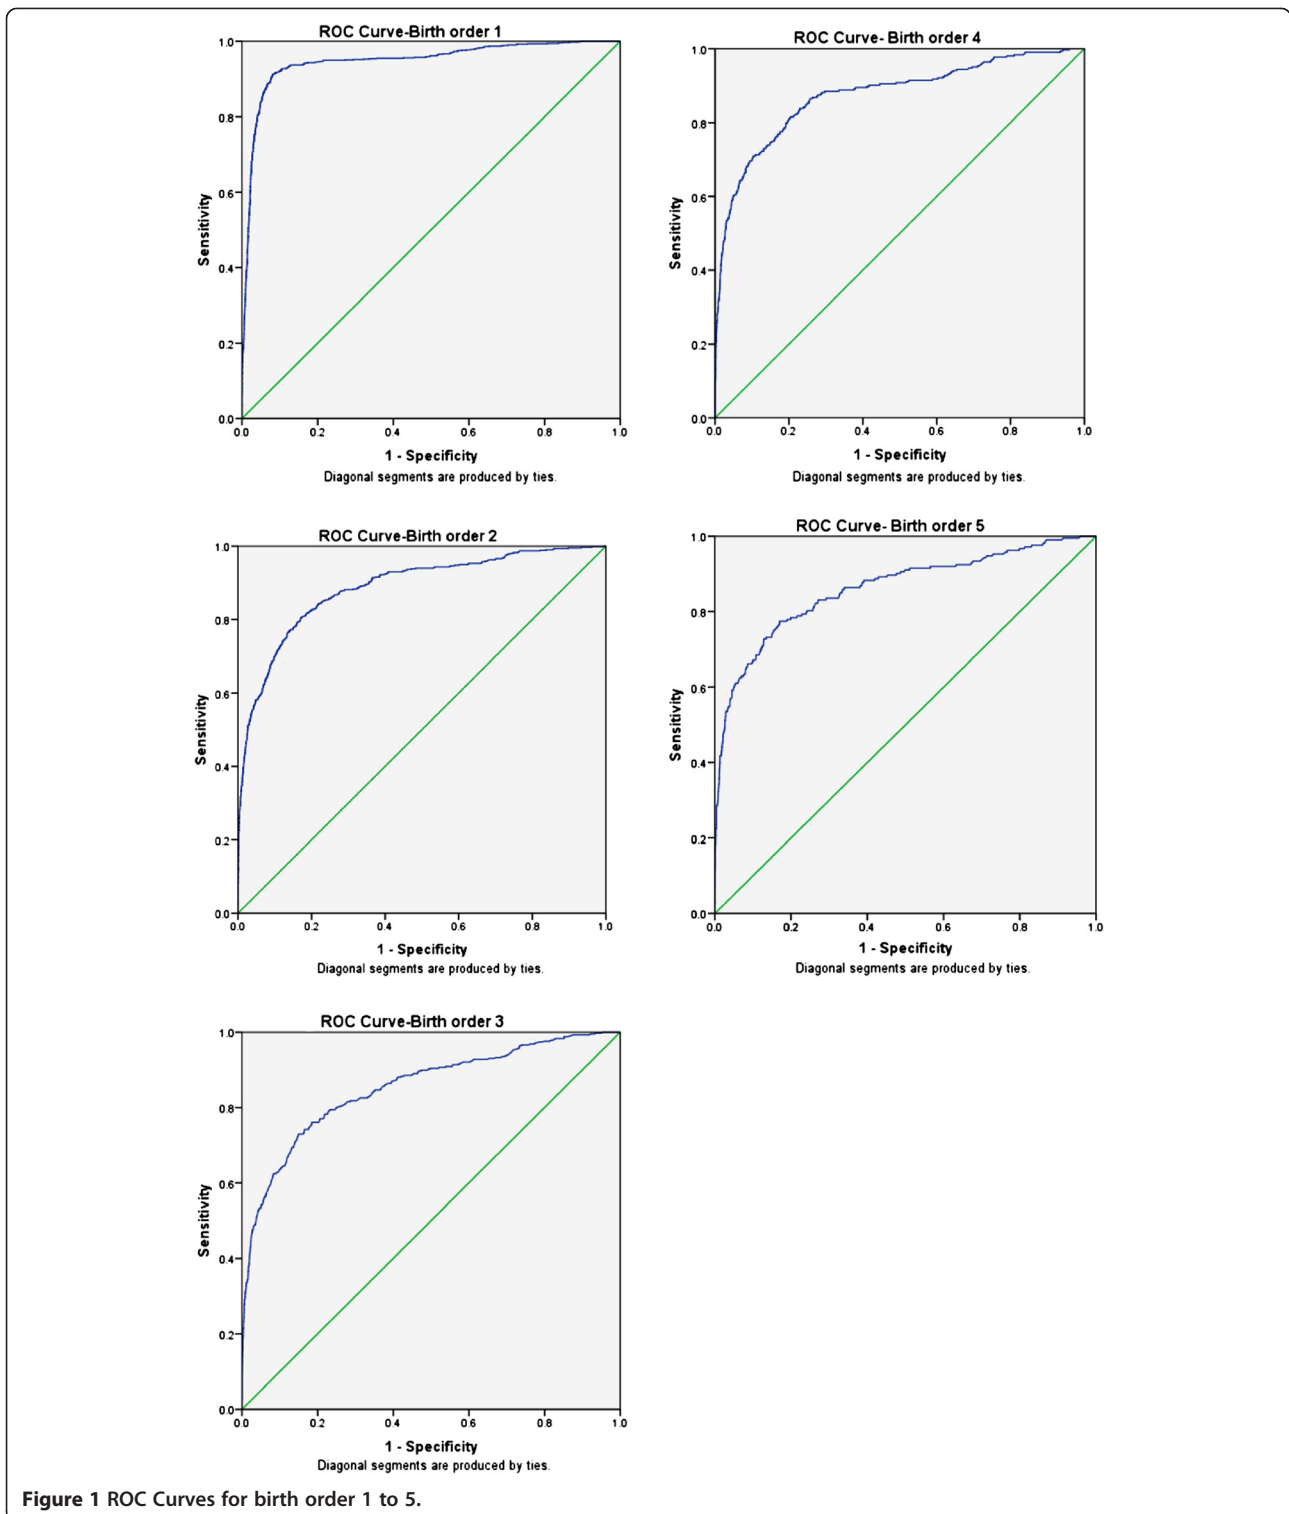 ROC Curve-Birth order 1
1.0
0.8
0.6
0.4
0.2
0.0
Sensitivity
0.0 0.2 0.4 0.6 0.8 1.0
1 - Specificity
Diagonal segments are produced by ties.
ROC Curve- Birth order 4
1.0
0.8
0.6
0.4
0.2
0.0
Sensitivity
0.0 0.2 0.4 0.6 0.8 1.0
1 - Specificity
Diagonal segments are produced by ties.
ROC Curve-Birth order 2
1.0
0.8
0.6
0.4
0.2
0.0
Sensitivity
0.0 0.2 0.4 0.6 0.8 1.0
1 - Specificity
Diagonal segments are produced by ties.
ROC Curve- Birth order 5
1.0
0.8
0.6
0.4
0.2
0.0
Sensitivity
0.0 0.2 0.4 0.6 0.8 1.0
1 - Specificity
Diagonal segments are produced by ties.
ROC Curve-Birth order 3
1.0
0.8
0.6
0.4
0.2
0.0
Sensitivity
0.0 0.2 0.4 0.6 0.8 1.0
1 - Specificity
Diagonal segments are produced by ties.
Figure 1 ROC Curves for birth order 1 to 5.